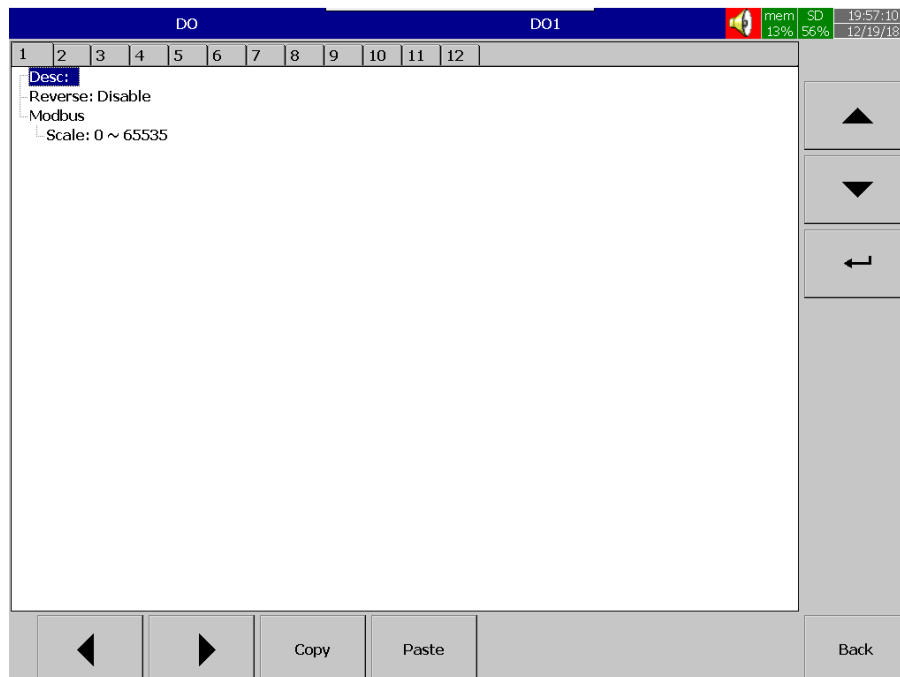 DO DO1 mem SD 19:57:10
13% 56% 12/19/18
1 2 3 4 5 6 7 8 9 10 11 12
Desc:
Reverse: Disable
Modbus
Scale: 0 ~ 65535
Copy Paste Back